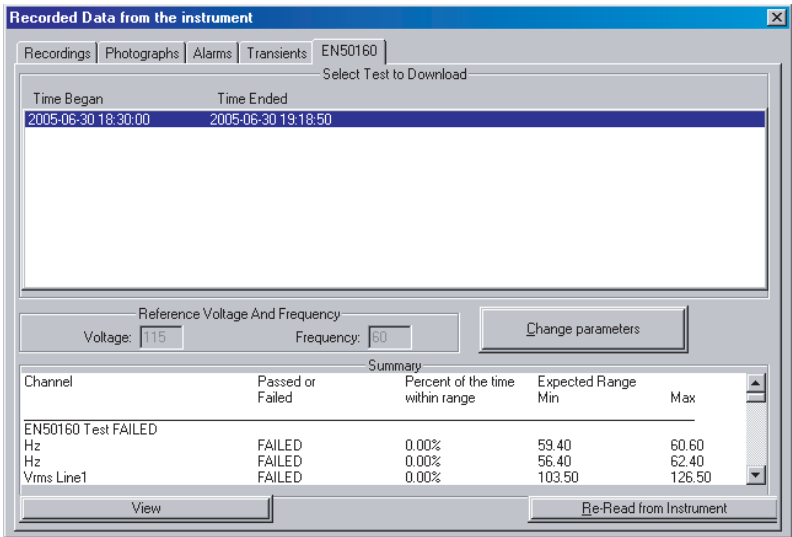 Recorded Data from the instrument
Recordings Photographs Alarms Transients EN50160
Select Test to Download
Time Began Time Ended
2005-06-30 18:30:00 2005-06-30 19:18:50
Reference Voltage And Frequency
Voltage: 115 Frequency: 60
Change parameters
Summary
Channel Passed or Percent of the time Expected Range
Failed within range Min Max
EN50160 Test FAILED
Hz FAILED 0.00% 59.40 60.60
Hz FAILED 0.00% 56.40 62.40
Vrms Line1 FAILED 0.00% 103.50 126.50
View Re-Read from Instrument